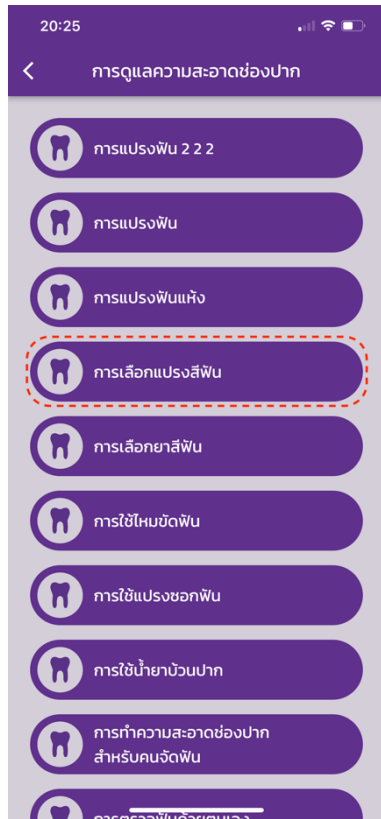 20:25
การดูแลความสะอาดช่องปาก
การแปรงฟัน 2 2 2
การแปรงฟัน
การแปรงฟันแห้ง
การเลือกแปรงสีฟัน
การเลือกยาสีฟัน
การใช้ไหมขัดฟัน
การใช้แปรงซอกฟัน
การใช้น้ำยาบ้วนปาก
การทำความสะอาดช่องปาก
สำหรับคนจัดฟัน